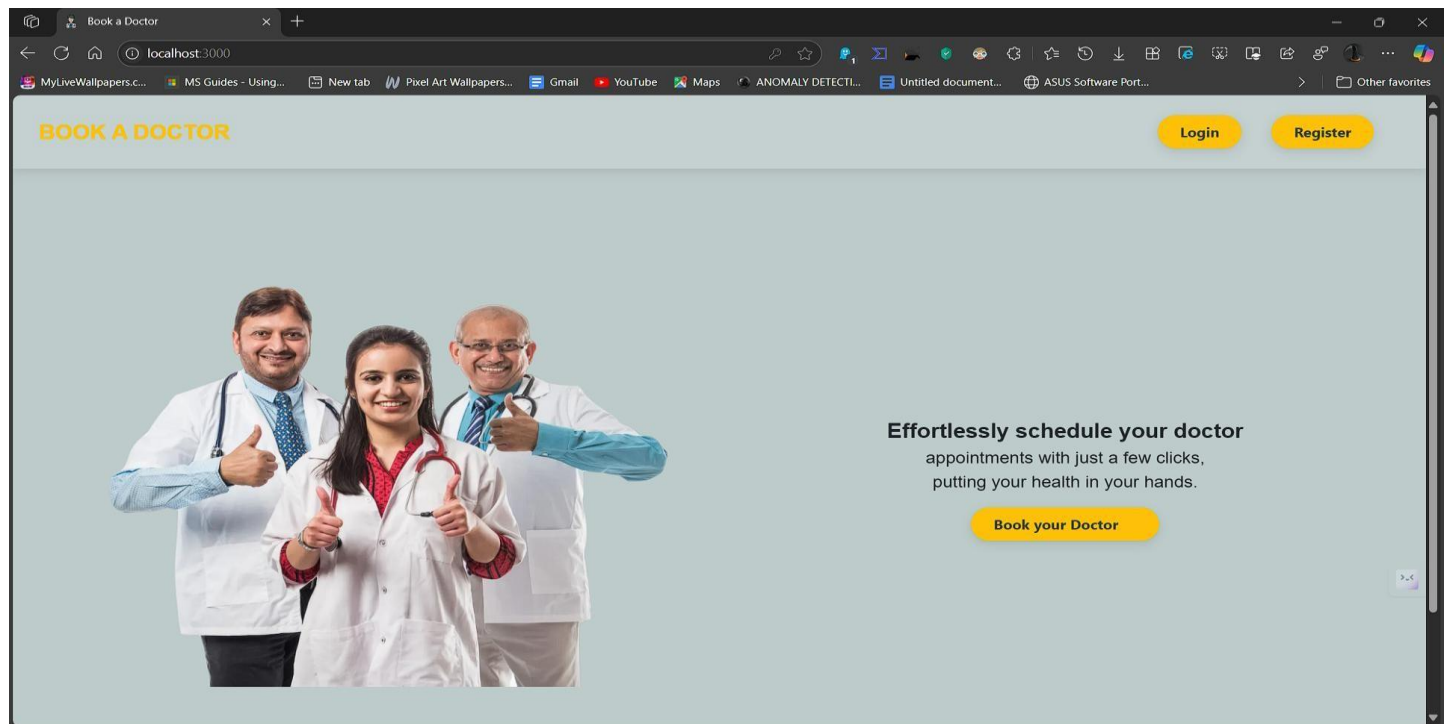 Book a Doctor
localhost:3000
1
MyLiveWallpapers.c... MS Guides - Using... New tab Pixel Art Wallpapers... Gmail YouTube Maps ANOMALY DETECTI... Untitled document... ASUS Software Port... Other favorites
BOOK A DOCTOR Login Register
Effortlessly schedule your doctor
appointments with just a few clicks,
putting your health in your hands.
Book your Doctor